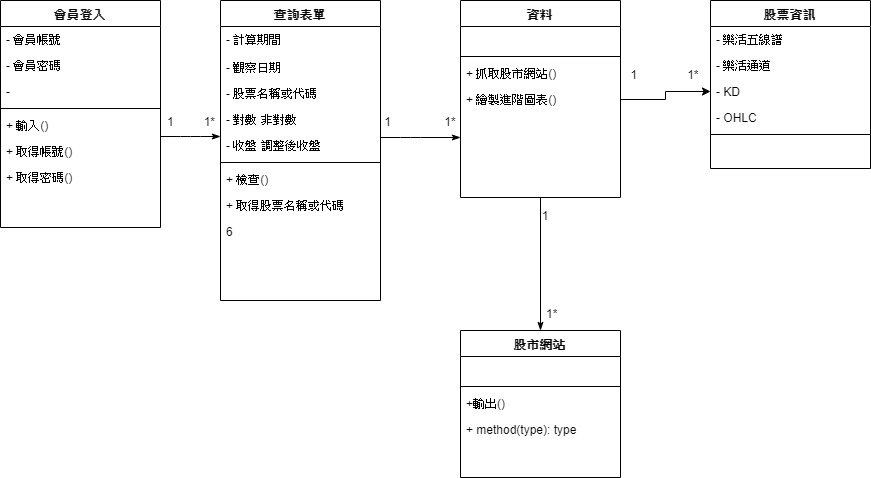 會員登入
- 會員帳號
- 會員密碼
-
+ 輸入()
+ 取得帳號()
+ 取得密碼()
1
1*
查詢表單
- 計算期間
- 觀察日期
- 股票名稱或代碼
- 對數 非對數
- 收盤 調整後收盤
+ 檢查()
+ 取得股票名稱或代碼
6
1
1*
資料
+ 抓取股市網站()
+ 繪製進階圖表()
1
1*
股票資訊
- 樂活五線譜
- 樂活通道
- KD
- OHLC
1
1*
股市網站
+輸出()
+ method(type): type